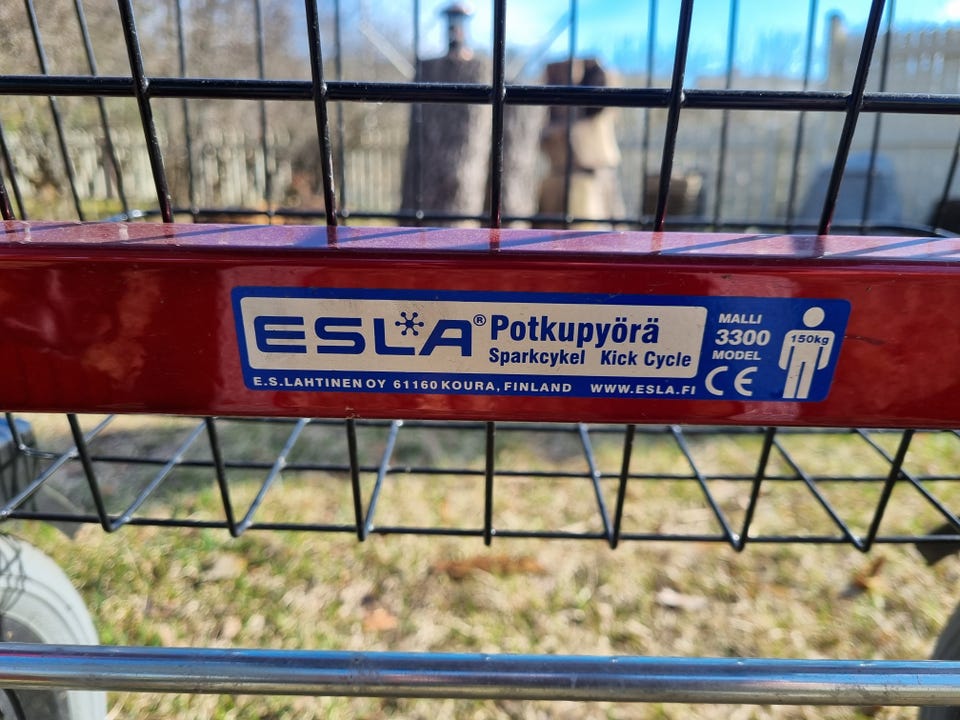 ESLA® Potkupyörä
Sparkcykel Kick Cycle
E.S.LAHTINEN OY 61160 KOURA, FINLAND WWW.ESLA.FI
MALLI
3300
MODEL
CE
150kg